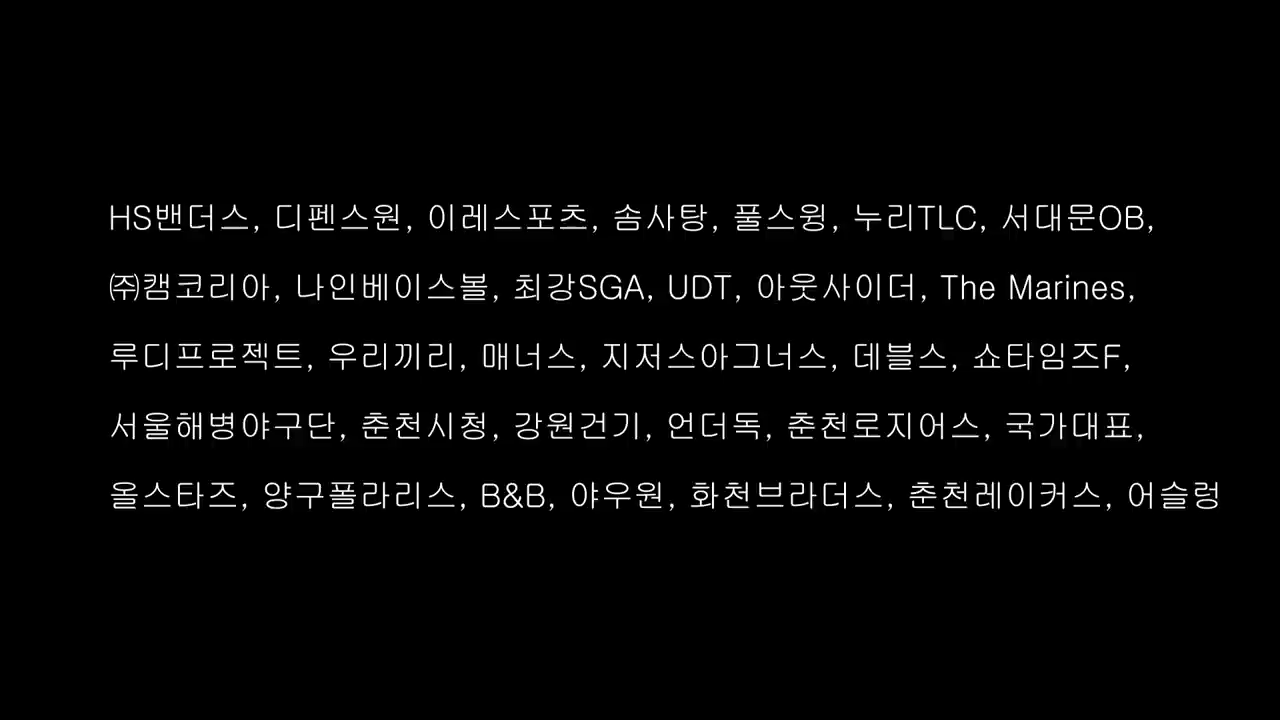 HS밴더스, 디펜스원, 이레스포츠, 솜사탕, 풀스윙, 누리TLC, 서대문OB,
㈜캠코리아, 나인베이스볼, 최강SGA, UDT, 아웃사이더, The Marines,
루디프로젝트, 우리끼리, 매너스, 지저스아그너스, 데블스, 쇼타임즈F,
서울해병야구단, 춘천시청, 강원건기, 언더독, 춘천로지어스, 국가대표,
올스타즈, 양구폴라리스, B&B, 야우원, 화천브라더스, 춘천레이커스, 어슬렁